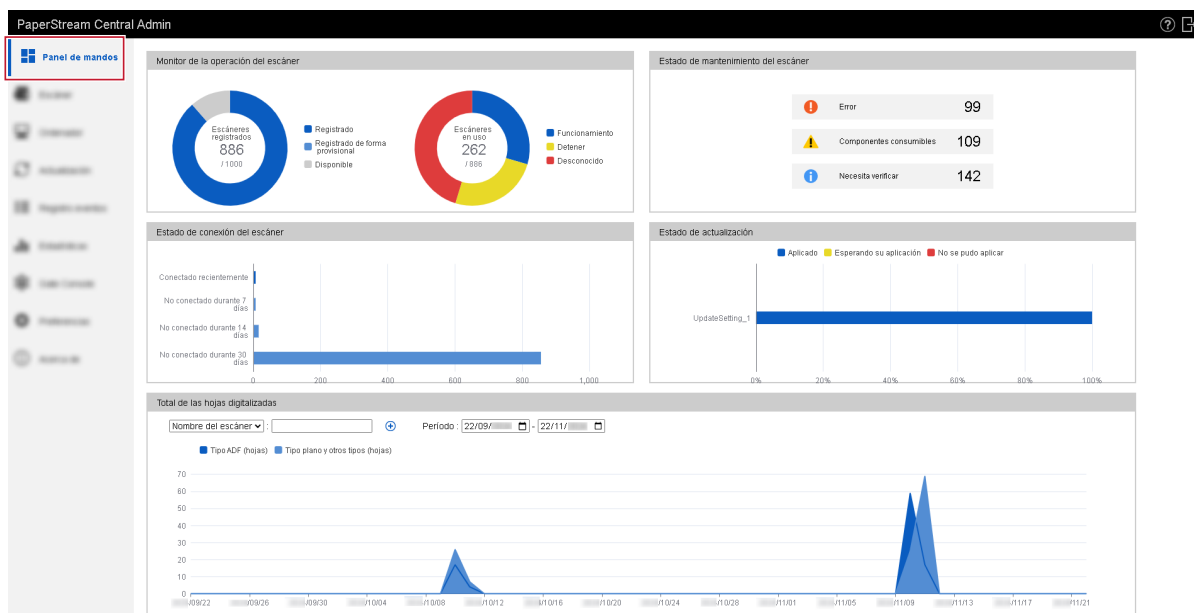 PaperStream Central Admin
Panel de mandos
Monitor de la operación del escáner
Escáneres
registrados
886
/ 1000
Registrado
Registrado de forma
provisional
Disponible
Escáneres
en uso
262
/ 886
Funcionamiento
Detener
Desconocido
Estado de mantenimiento del escáner
Error 99
Componentes consumibles 109
Necesita verificar 142
Estado de conexión del escáner
Conectado recientemente
No conectado durante 7
días
No conectado durante 14
días
No conectado durante 30
días
0 200 400 600 800 1,000
Estado de actualización
Aplicado Esperando su aplicación No se pudo aplicar
UpdateSetting_1
0% 20% 40% 60% 80% 100%
Total de las hojas digitalizadas
Nombre del escáner : Período : 22/09/ - 22/11/
Tipo ADF (hojas) Tipo plano y otros tipos (hojas)
70
60
50
40
30
20
10
0
/09/22 /09/26 /09/30 /10/04 /10/08 /10/12 /10/16 /10/20 /10/24 /10/28 /11/01 /11/05 /11/09 /11/13 /11/17 /11/21